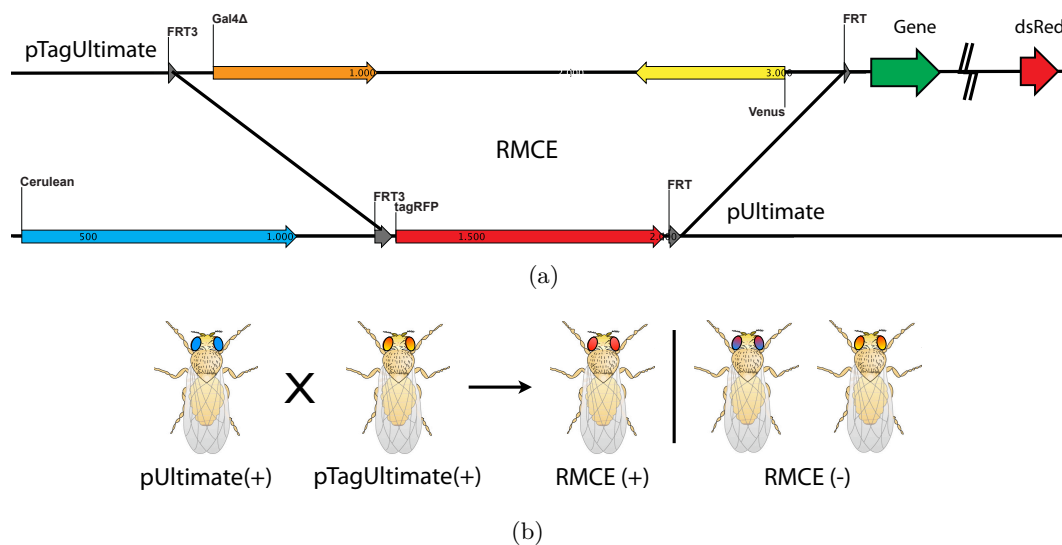 Gal4Δ
FRT3
FRT
Gene
dsRed
pTagUltimate
1.000
3.000
Venus
RMCE
Cerulean
FRT3
tagRFP
FRT
pUltimate
500
1.000
1.500
(a)
X
pUltimate(+)
pTagUltimate(+)
RMCE (+)
RMCE (-)
(b)